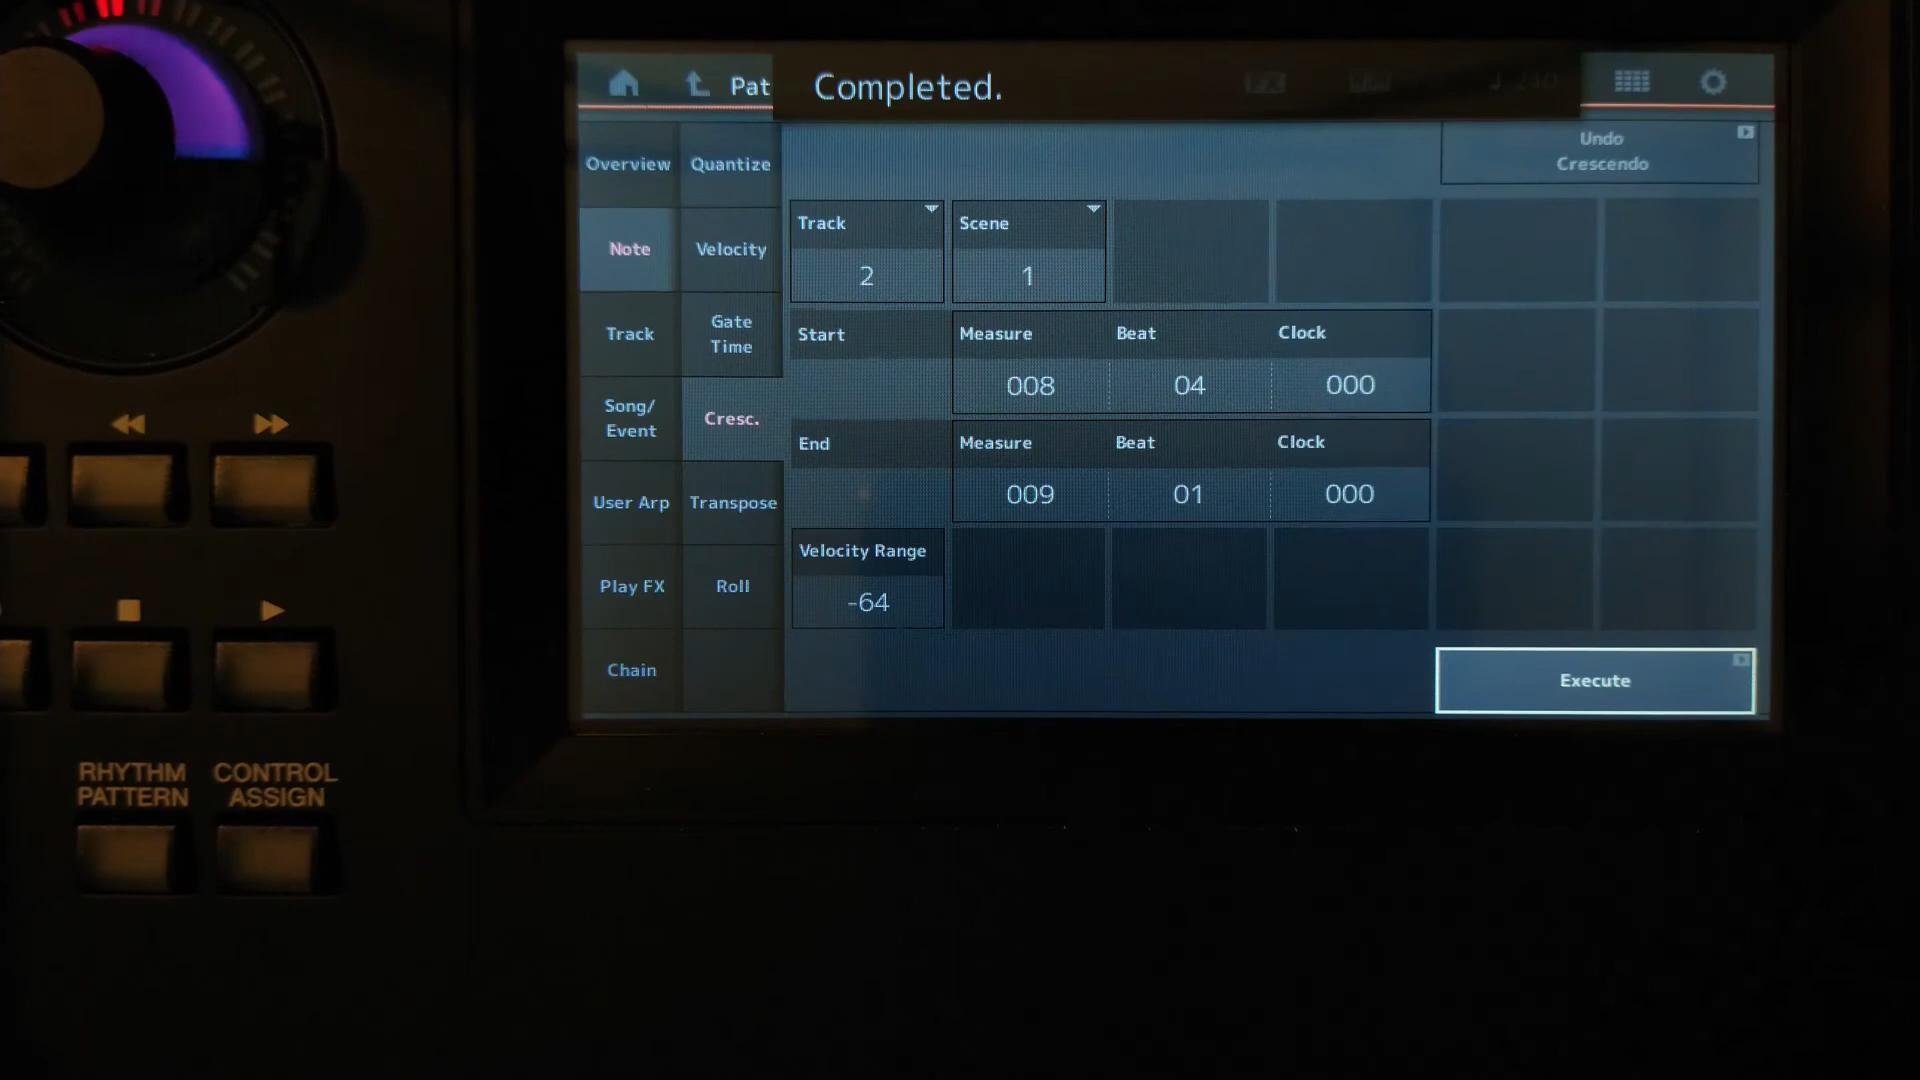 Pat
Completed.
Undo
Crescendo
Overview
Quantize
Note
Velocity
Track
Gate
Time
Song/
Event
Cresc.
User Arp
Transpose
Play FX
Roll
Chain
Track
2
Scene
1
Start
Measure Beat Clock
008 04 000
End
Measure Beat Clock
009 01 000
Velocity Range
-64
Execute
RHYTHM
PATTERN
CONTROL
ASSIGN